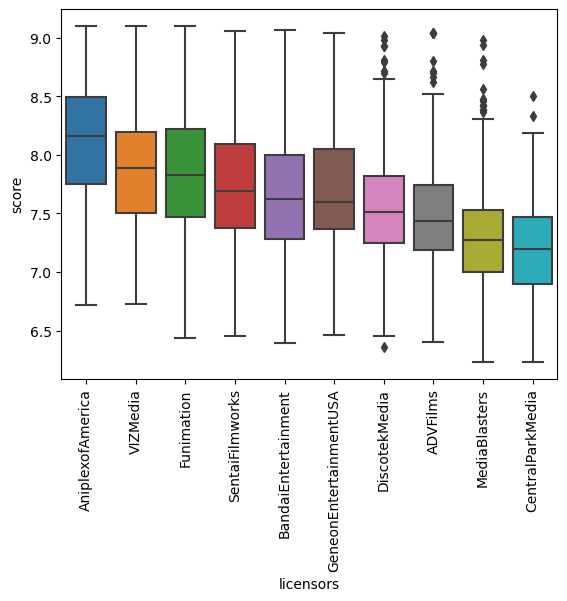 9.0
8.5
8.0
7.5
7.0
6.5
score
AniplexofAmerica
VIZMedia
Funimation
SentaiFilmworks
BandaiEntertainment
GeneonEntertainmentUSA
DiscotekMedia
ADVFilms
MediaBlasters
CentralParkMedia
licensors